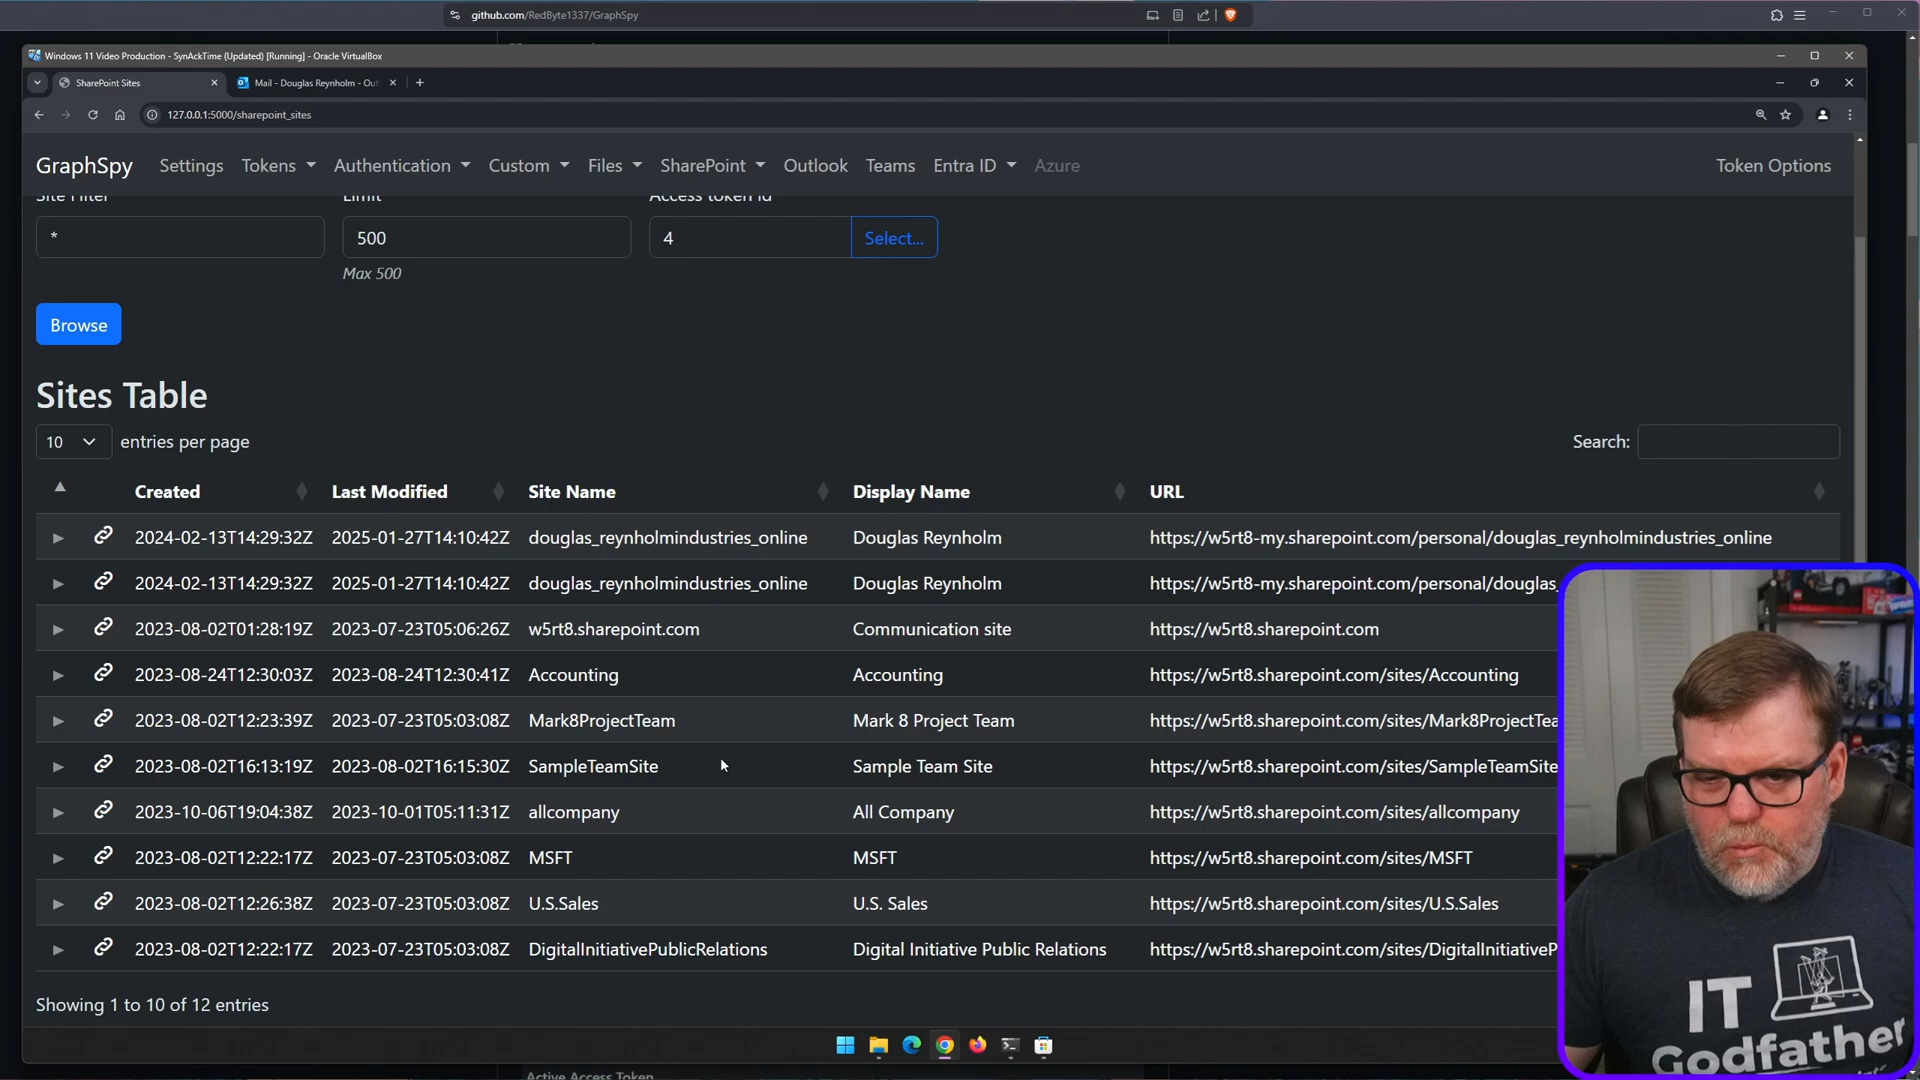 github.com/RedByte1337/GraphSpy
Windows 11 Video Production - SynAckTime (Updated) [Running] - Oracle VirtualBox
SharePoint Sites
Mail - Douglas Reynholm - Out
127.0.0.1:5000/sharepoint_sites
GraphSpy Settings Tokens Authentication Custom Files SharePoint Outlook Teams Entra ID Azure Token Options
Site Filter Limit Access token id
* 500 4 Select...
Max 500
Browse
Sites Table
10 entries per page Search:
Created Last Modified Site Name Display Name URL
2024-02-13T14:29:32Z 2025-01-27T14:10:42Z douglas_reynholmindustries_online Douglas Reynholm https://w5rt8-my.sharepoint.com/personal/douglas_reynholmindustries_online
2024-02-13T14:29:32Z 2025-01-27T14:10:42Z douglas_reynholmindustries_online Douglas Reynholm https://w5rt8-my.sharepoint.com/personal/douglas_
2023-08-02T01:28:19Z 2023-07-23T05:06:26Z w5rt8.sharepoint.com Communication site https://w5rt8.sharepoint.com
2023-08-24T12:30:03Z 2023-08-24T12:30:41Z Accounting Accounting https://w5rt8.sharepoint.com/sites/Accounting
2023-08-02T12:23:39Z 2023-07-23T05:03:08Z Mark8ProjectTeam Mark 8 Project Team https://w5rt8.sharepoint.com/sites/Mark8ProjectTea
2023-08-02T16:13:19Z 2023-08-02T16:15:30Z SampleTeamSite Sample Team Site https://w5rt8.sharepoint.com/sites/SampleTeamSite
2023-10-06T19:04:38Z 2023-10-01T05:11:31Z allcompany All Company https://w5rt8.sharepoint.com/sites/allcompany
2023-08-02T12:22:17Z 2023-07-23T05:03:08Z MSFT MSFT https://w5rt8.sharepoint.com/sites/MSFT
2023-08-02T12:26:38Z 2023-07-23T05:03:08Z U.S.Sales U.S. Sales https://w5rt8.sharepoint.com/sites/U.S.Sales
2023-08-02T12:22:17Z 2023-07-23T05:03:08Z DigitalInitiativePublicRelations Digital Initiative Public Relations https://w5rt8.sharepoint.com/sites/DigitalInitiativeP
Showing 1 to 10 of 12 entries
IT
Godfather
Active Access Token